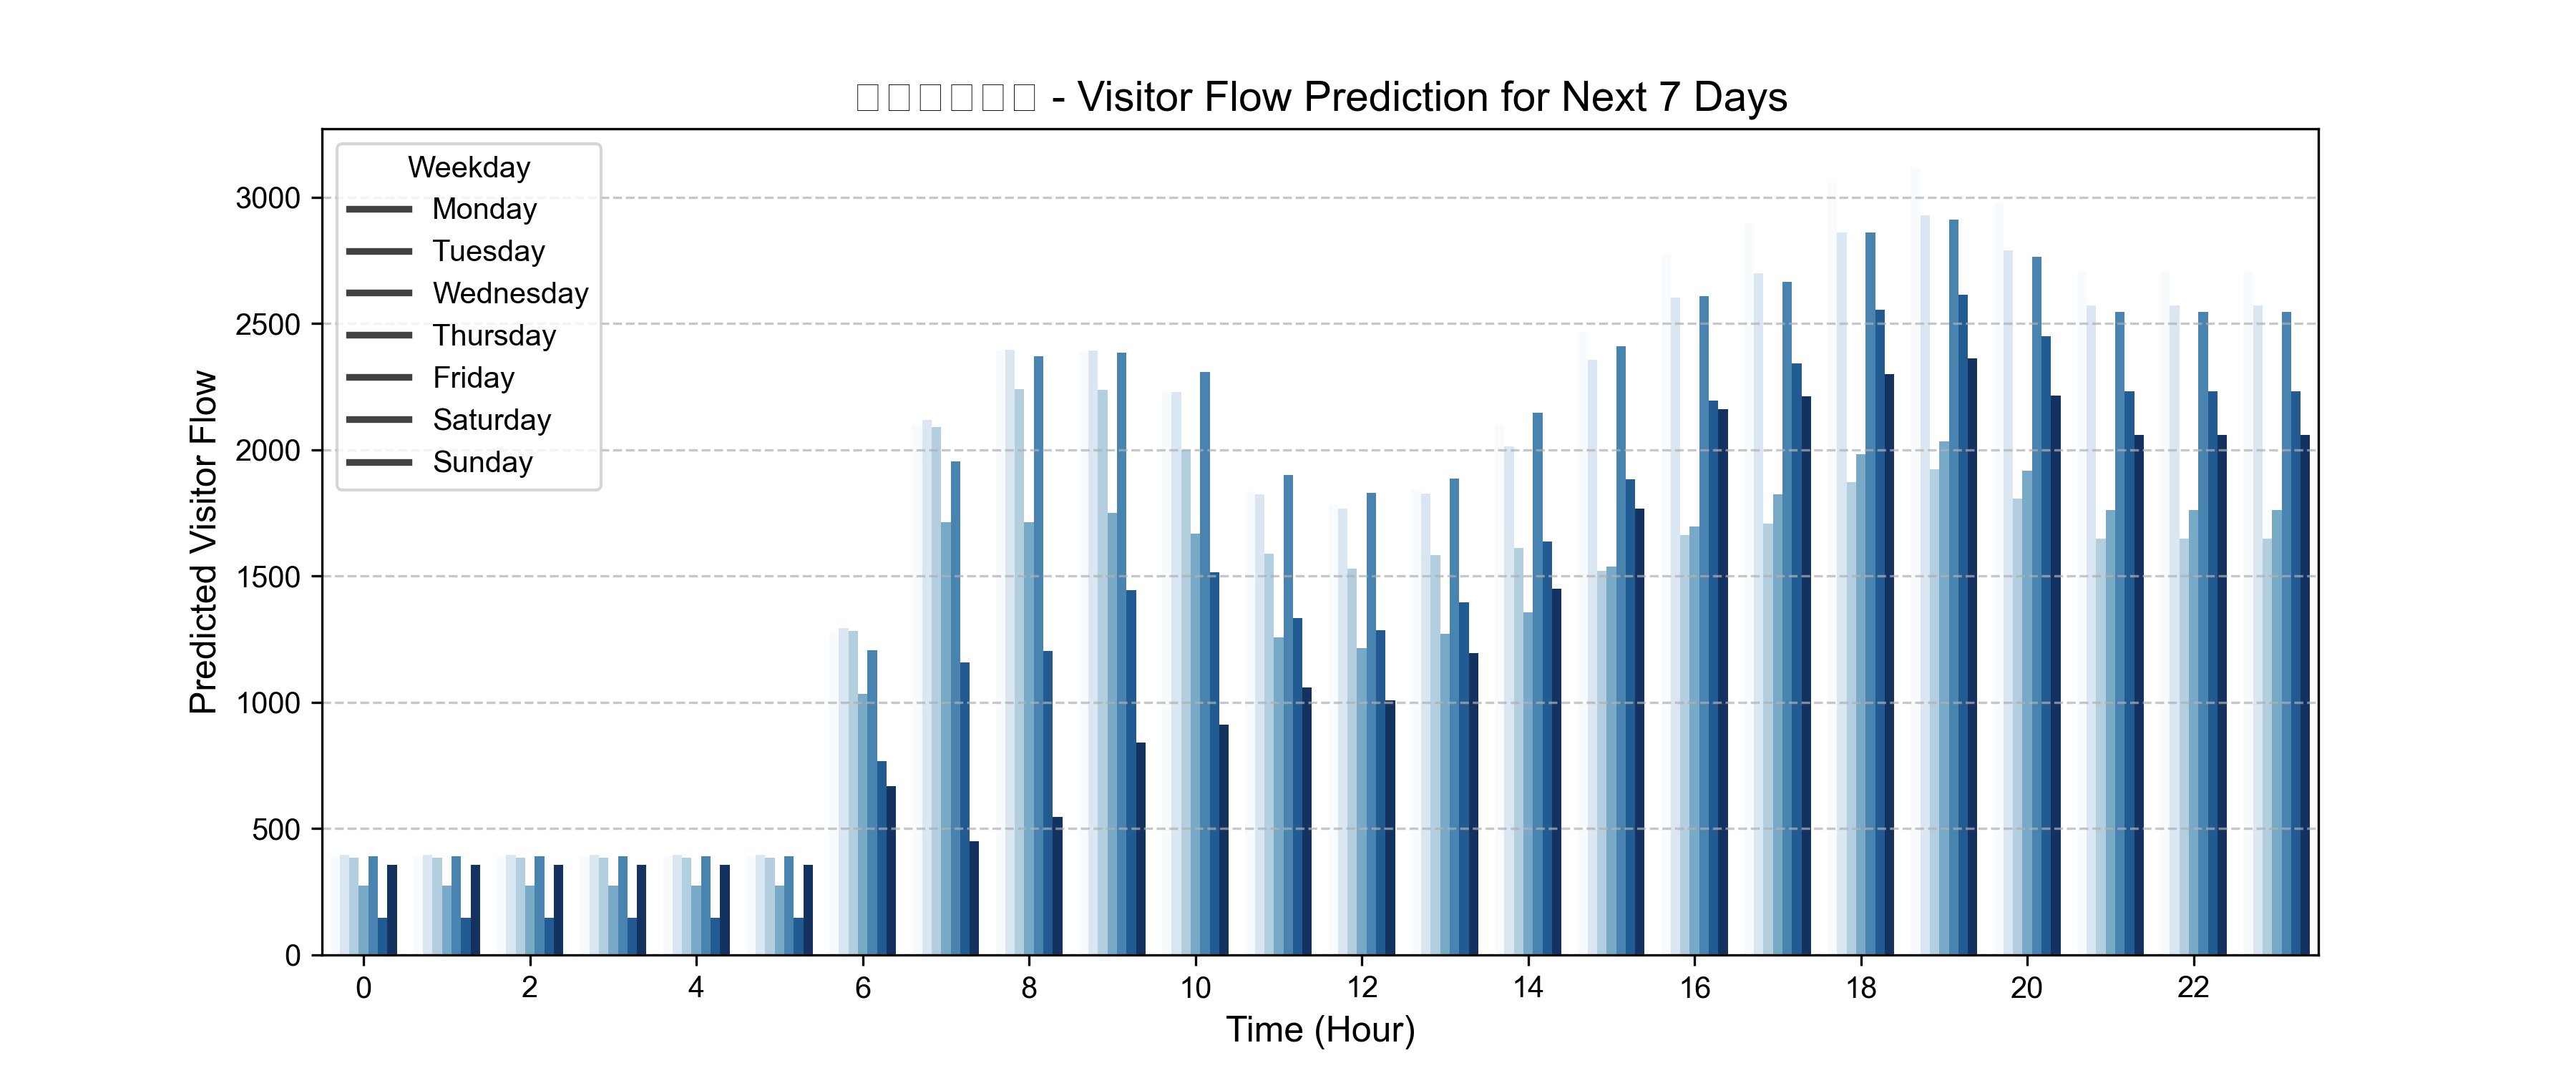 - Visitor Flow Prediction for Next 7 Days
Weekday
Monday
Tuesday
Wednesday
Thursday
Friday
Saturday
Sunday
Predicted Visitor Flow
3000
2500
2000
1500
1000
500
0
0 2 4 6 8 10 12 14 16 18 20 22
Time (Hour)